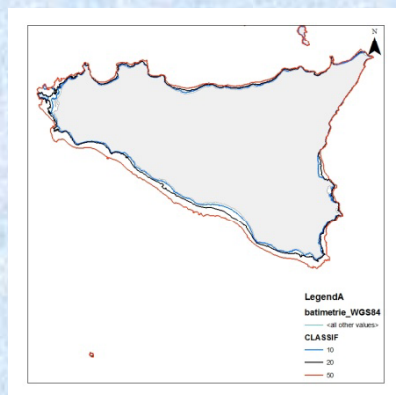 N
LegendA
batimetrie_WGS84
<all other values>
CLASSIF
10
20
50